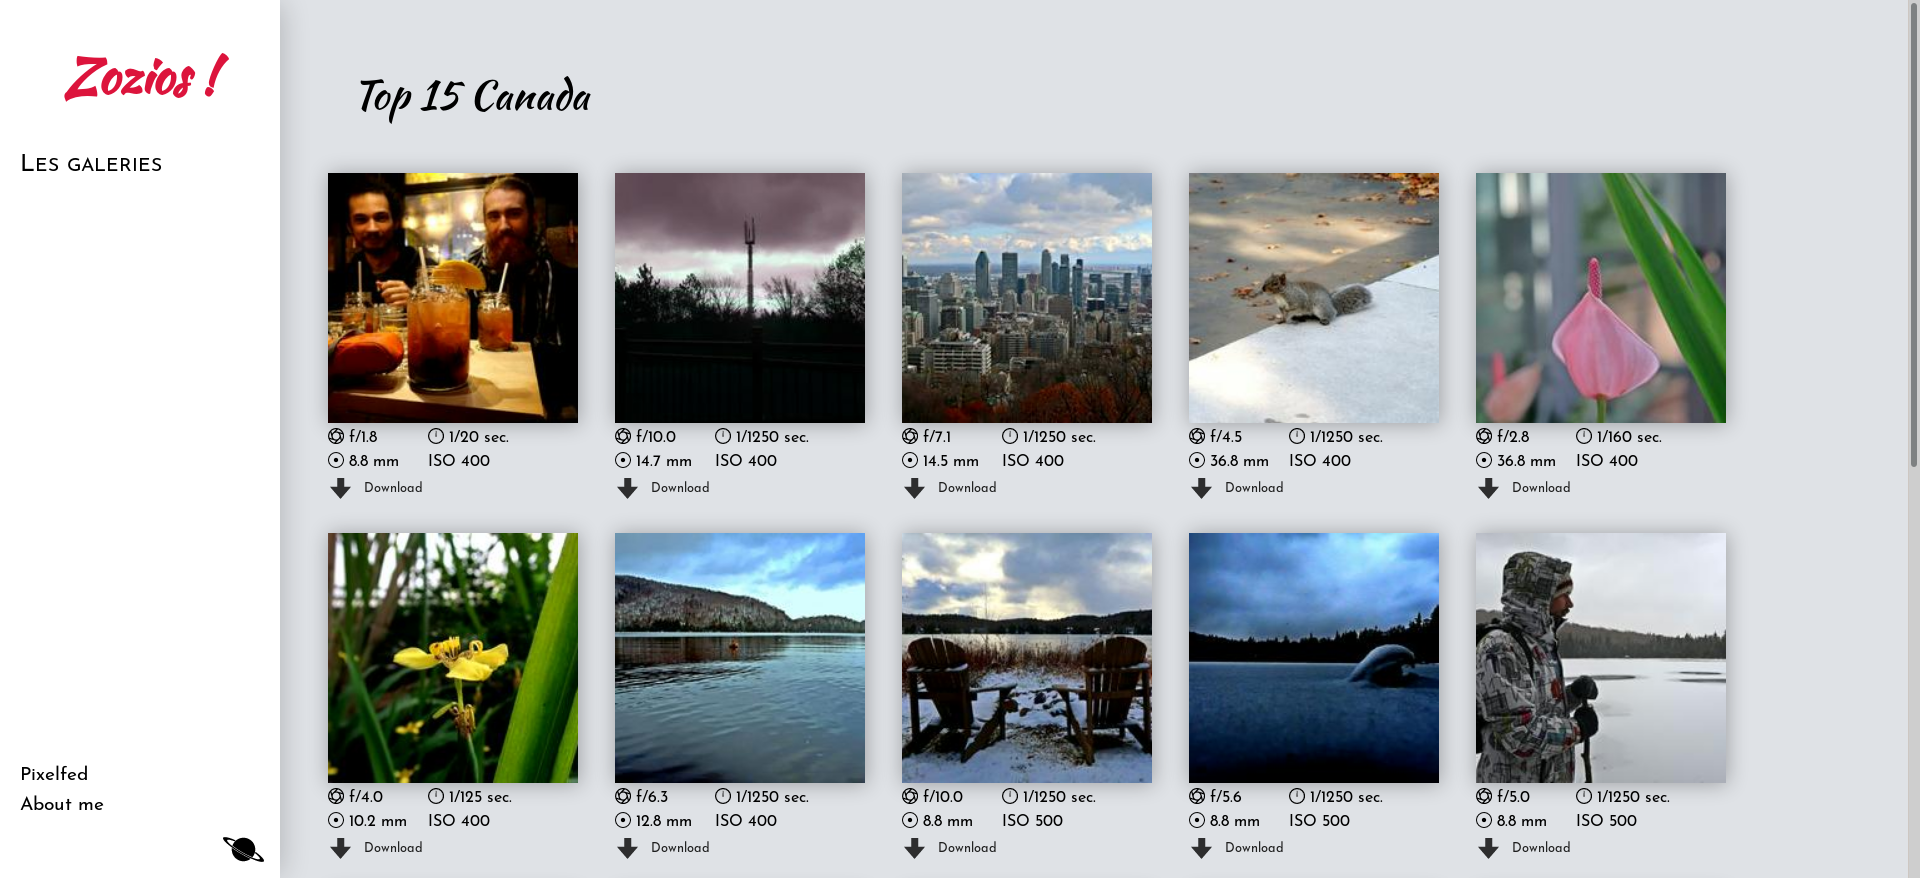 Zozios !
Les galeries
Pixelfed
About me
Top 15 Canada
f/1.8 1/20 sec.
8.8 mm ISO 400
Download
f/10.0 1/1250 sec.
14.7 mm ISO 400
Download
f/7.1 1/1250 sec.
14.5 mm ISO 400
Download
f/4.5 1/1250 sec.
36.8 mm ISO 400
Download
f/2.8 1/160 sec.
36.8 mm ISO 400
Download
f/4.0 1/125 sec.
10.2 mm ISO 400
Download
f/6.3 1/1250 sec.
12.8 mm ISO 400
Download
f/10.0 1/1250 sec.
8.8 mm ISO 500
Download
f/5.6 1/1250 sec.
8.8 mm ISO 500
Download
f/5.0 1/1250 sec.
8.8 mm ISO 500
Download